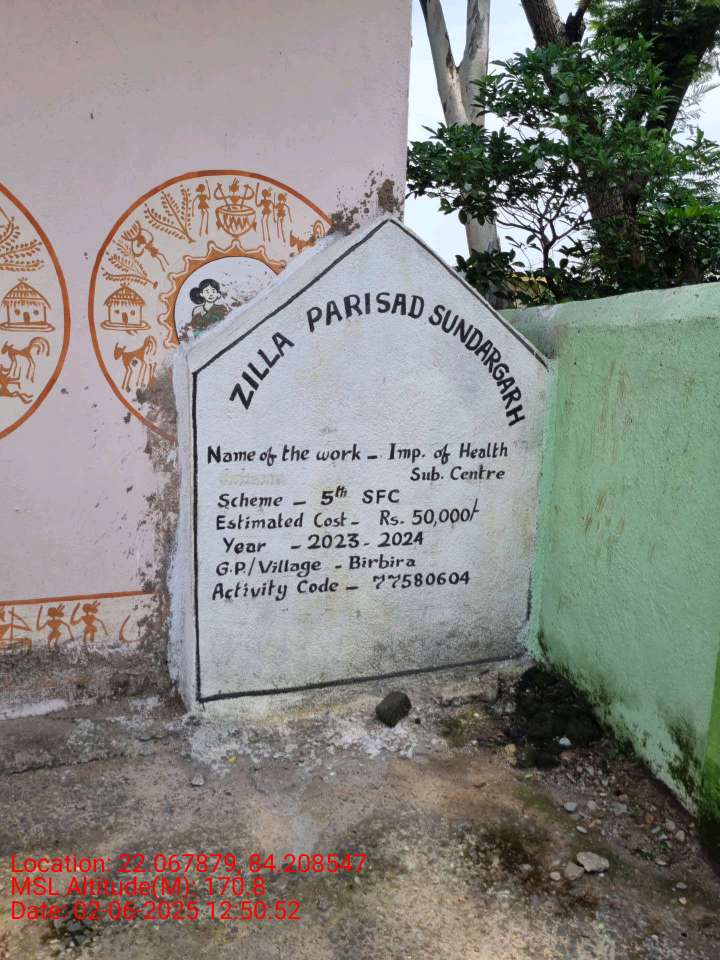 ZILLA PARISAD SUNDARGARH
Name of the work - Imp. of Health
Sub. Centre
Scheme - 5th SFC
Estimated Cost - Rs. 50,000/-
Year - 2023 - 2024
G.P./Village - Birbira
Activity Code - 77580604
Location: 22.067879, 84.208547
MSL Altitude(M): 170.8
Date: 02-06-2025 12:50:52